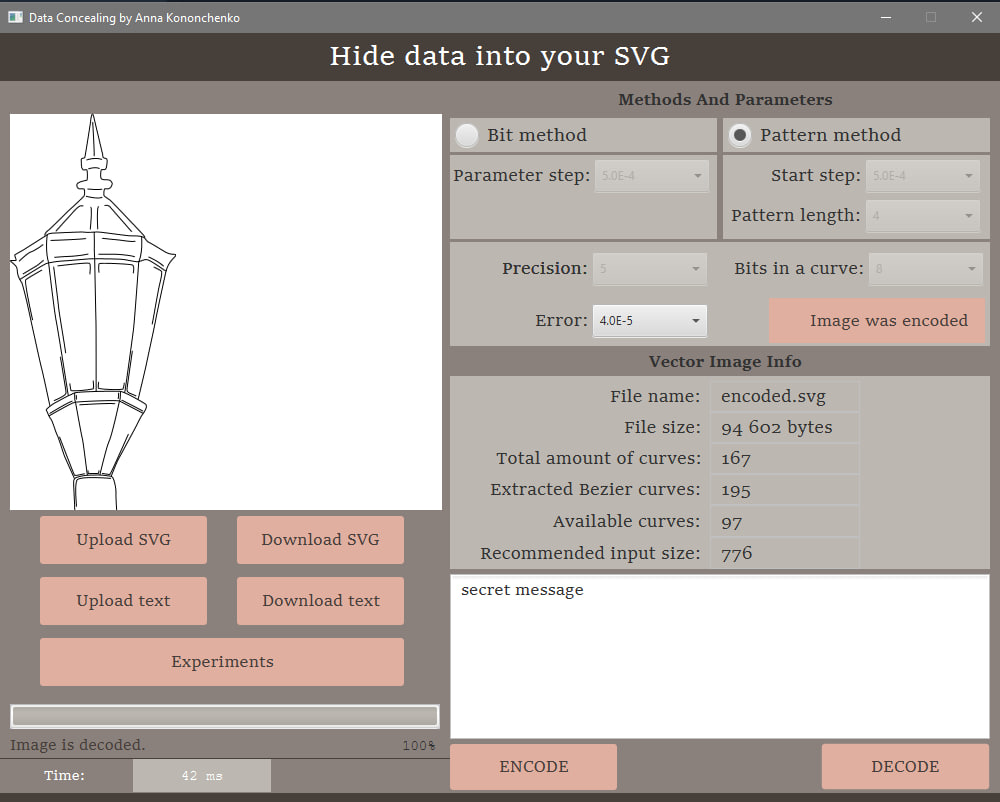 Data Concealing by Anna Kononchenko
Hide data into your SVG
Methods And Parameters
Bit method
Pattern method
Parameter step: 5.0E-4
Start step: 5.0E-4
Pattern length: 4
Precision: 5
Bits in a curve: 8
Error: 4.0E-5
Image was encoded
Vector Image Info
File name: encoded.svg
File size: 94 602 bytes
Total amount of curves: 167
Extracted Bezier curves: 195
Available curves: 97
Recommended input size: 776
secret message
Upload SVG
Download SVG
Upload text
Download text
Experiments
Image is decoded. 100%
Time: 42 ms
ENCODE
DECODE